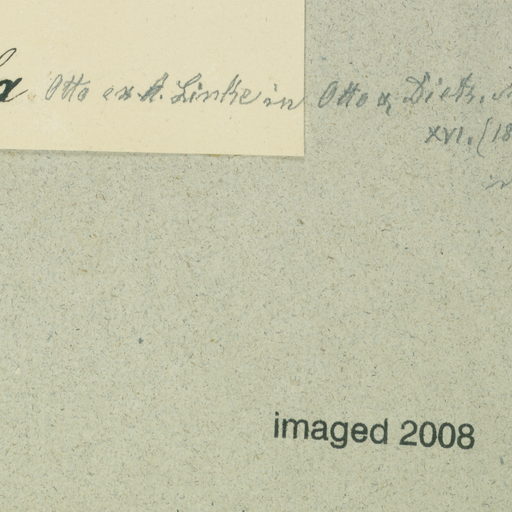 Otto ex A. Linke in Otto & Dietr.
XVI. (18
imaged 2008